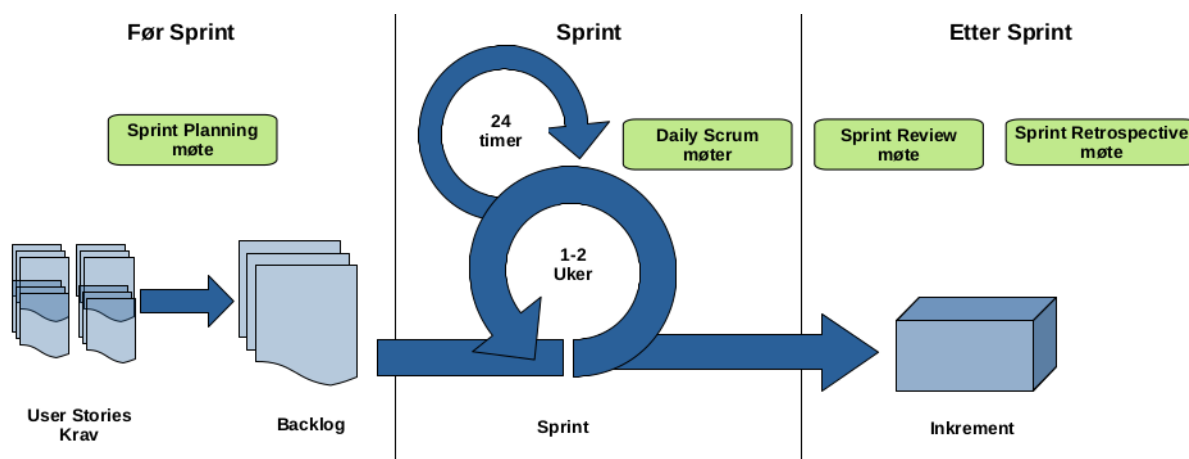 Før Sprint
Sprint
Etter Sprint
Sprint Planning
møte
24
timer
Daily Scrum
møter
Sprint Review
møte
Sprint Retrospective
møte
1-2
Uker
User Stories
Krav
Backlog
Sprint
Inkrement